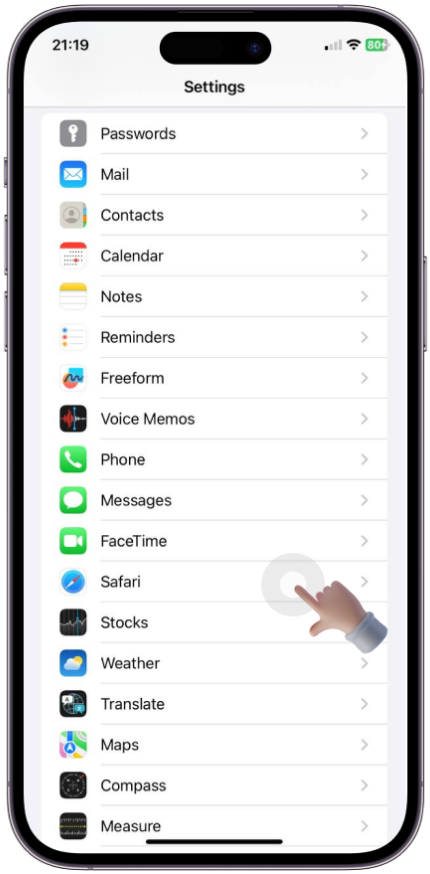 21:19
80
Settings
Passwords
Mail
Contacts
Calendar
Notes
Reminders
Freeform
Voice Memos
Phone
Messages
FaceTime
Safari
Stocks
Weather
Translate
Maps
Compass
Measure